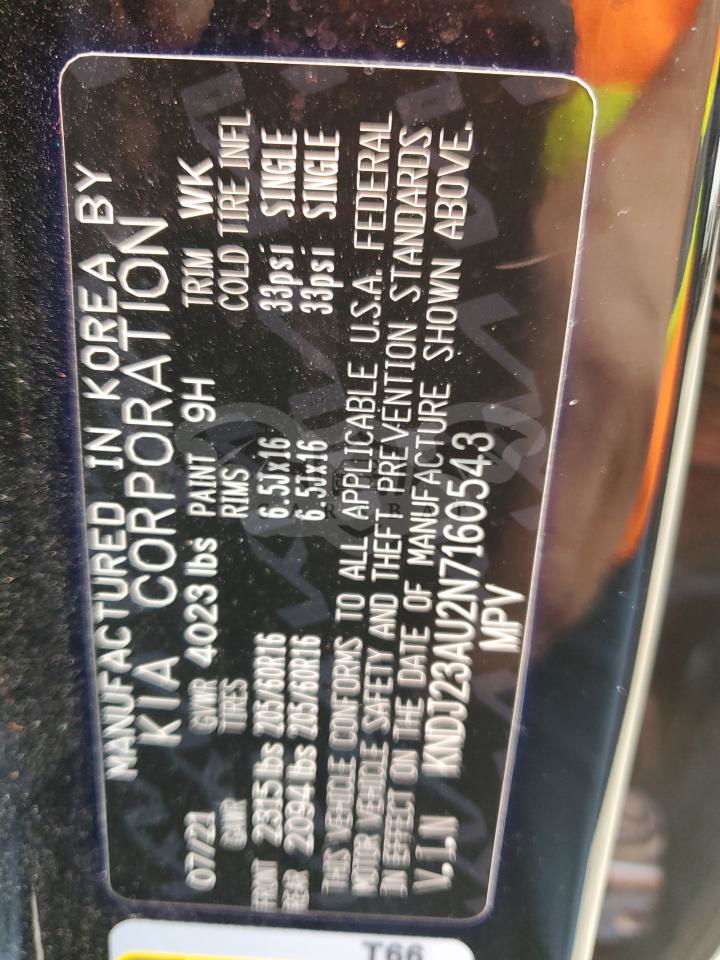 MANUFACTURED IN KOREA BY
KIA CORPORATION
07/21 GVWR 4023 lbs PAINT 9H TRIM WK
GAWR TIRES RIMS COLD TIRE INFL
FRONT 2315 lbs 205/60R16 6.5Jx16 33psi SINGLE
REAR 2094 lbs 205/60R16 6.5Jx16 33psi SINGLE
THIS VEHICLE CONFORMS TO ALL APPLICABLE U.S.A. FEDERAL
MOTOR VEHICLE SAFETY AND THEFT PREVENTION STANDARDS
IN EFFECT ON THE DATE OF MANUFACTURE SHOWN ABOVE.
V.I.N KNDJ23AU2N7160543
MPV
T66